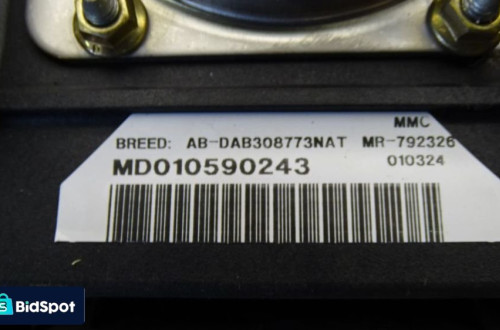 MMC
BREED: AB-DAB308773NAT MR-792326
MD010590243 010324
BidSpot